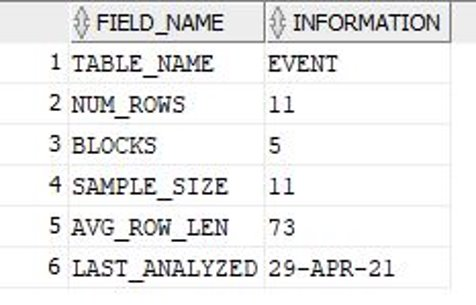 FIELD_NAME INFORMATION
1 TABLE_NAME EVENT
2 NUM_ROWS 11
3 BLOCKS 5
4 SAMPLE_SIZE 11
5 AVG_ROW_LEN 73
6 LAST_ANALYZED 29-APR-21